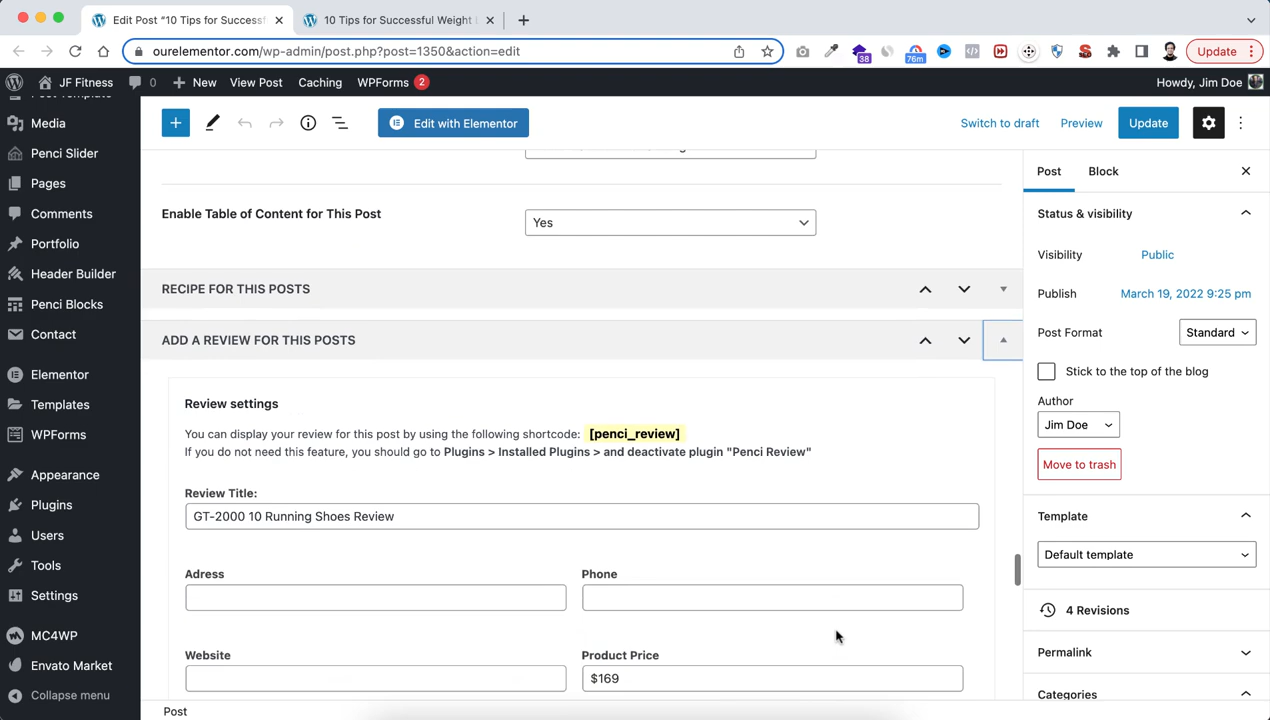 Edit Post "10 Tips for Successf
10 Tips for Successful Weight
ourelementor.com/wp-admin/post.php?post=1350&action=edit
38
76m
Update
JF Fitness
0
New
View Post
Caching
WPForms
2
Howdy, Jim Doe
Media
Penci Slider
Pages
Comments
Portfolio
Header Builder
Penci Blocks
Contact
Elementor
Templates
WPForms
Appearance
Plugins
Users
Tools
Settings
MC4WP
Envato Market
Collapse menu
Edit with Elementor
Switch to draft
Preview
Update
Enable Table of Content for This Post
Yes
RECIPE FOR THIS POSTS
ADD A REVIEW FOR THIS POSTS
Review settings
You can display your review for this post by using the following shortcode: [penci_review]
If you do not need this feature, you should go to Plugins > Installed Plugins > and deactivate plugin "Penci Review"
Review Title:
GT-2000 10 Running Shoes Review
Adress
Phone
Website
Product Price
$169
Post
Block
Status & visibility
Visibility
Public
Publish
March 19, 2022 9:25 pm
Post Format
Standard
Stick to the top of the blog
Author
Jim Doe
Move to trash
Template
Default template
4 Revisions
Permalink
Categories
Post